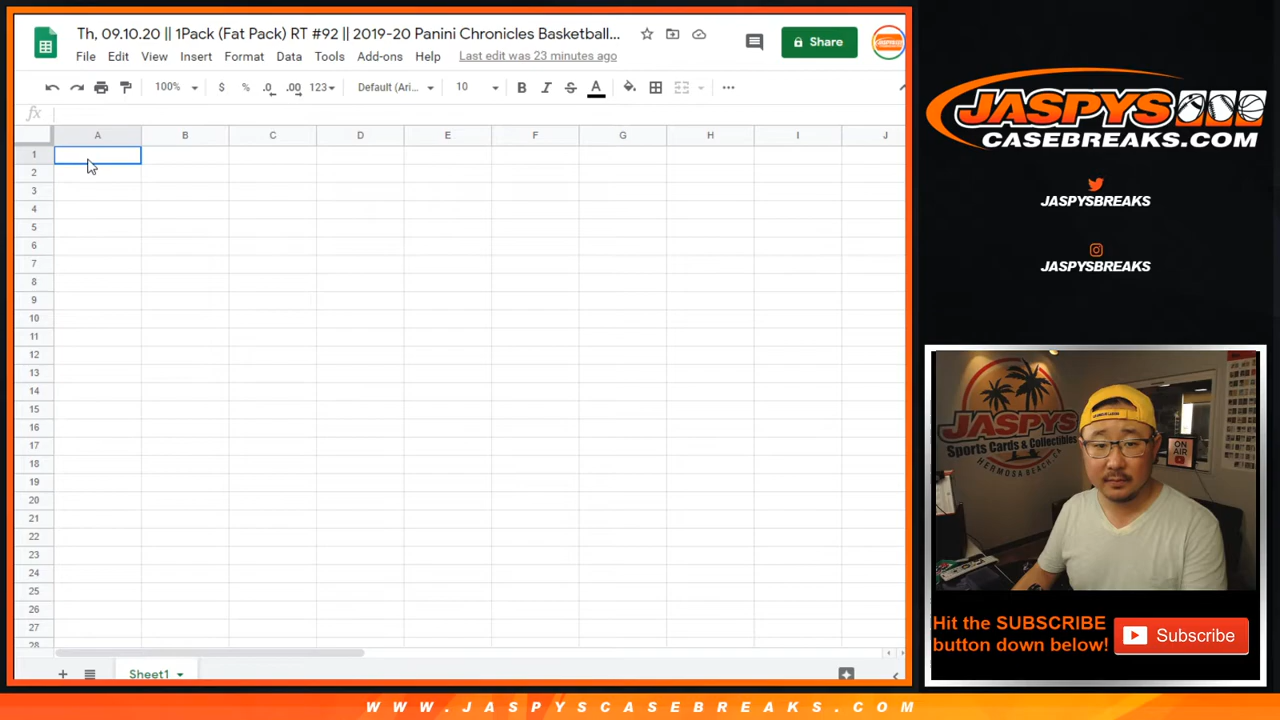 Th, 09.10.20 || 1Pack (Fat Pack) RT #92 || 2019-20 Panini Chronicles Basketball...
Share
File Edit View Insert Format Data Tools Add-ons Help Last edit was 23 minutes ago
100% $ % .0 .00 123 Default (Ari... 10 B I S A
fx
A B C D E F G H I J
1
2
3
4
5
6
7
8
9
10
11
12
13
14
15
16
17
18
19
20
21
22
23
24
25
26
27
28
Sheet1
JASPYS
CASEBREAKS.COM
JASPYSBREAKS
JASPYSBREAKS
JASPYS
Sports Cards & Collectibles
HERMOSA BEACH, CA
ON
AIR
Hit the SUBSCRIBE
button down below!
Subscribe
WWW.JASPYSCASEBREAKS.COM